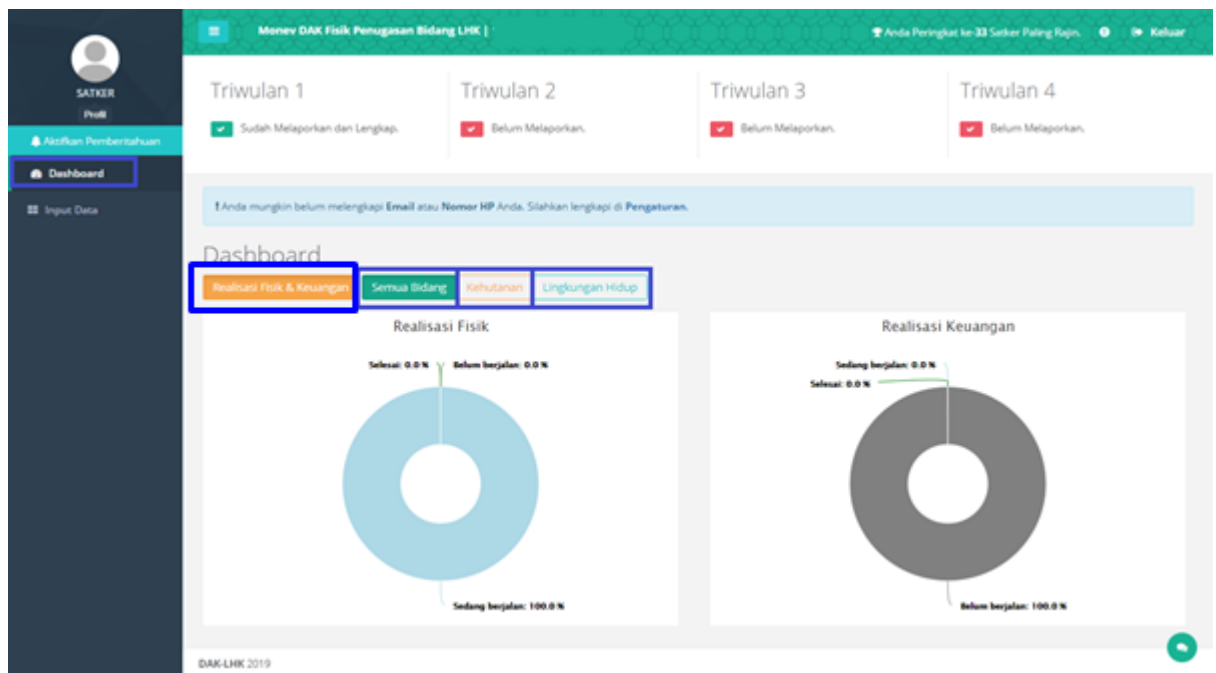 Monev DAK Fisik Penugasan Bidang LHK |
Anda Peringkat ke-33 Satker Paling Rajin.
Keluar
SATKER
Profil
Aktifkan Pemberitahuan
Dashboard
Input Data
Triwulan 1
Sudah Melaporkan dan Lengkap.
Triwulan 2
Belum Melaporkan.
Triwulan 3
Belum Melaporkan.
Triwulan 4
Belum Melaporkan.
Anda mungkin belum melengkapi Email atau Nomor HP Anda. Silahkan lengkapi di Pengaturan.
Dashboard
Realisasi Fisik & Keuangan
Semua Bidang
Kehutanan
Lingkungan Hidup
Realisasi Fisik
Selesai: 0.0 %
Belum berjalan: 0.0 %
Sedang berjalan: 100.0 %
Realisasi Keuangan
Sedang berjalan: 0.0 %
Selesai: 0.0 %
Belum berjalan: 100.0 %
DAK-LHK 2019